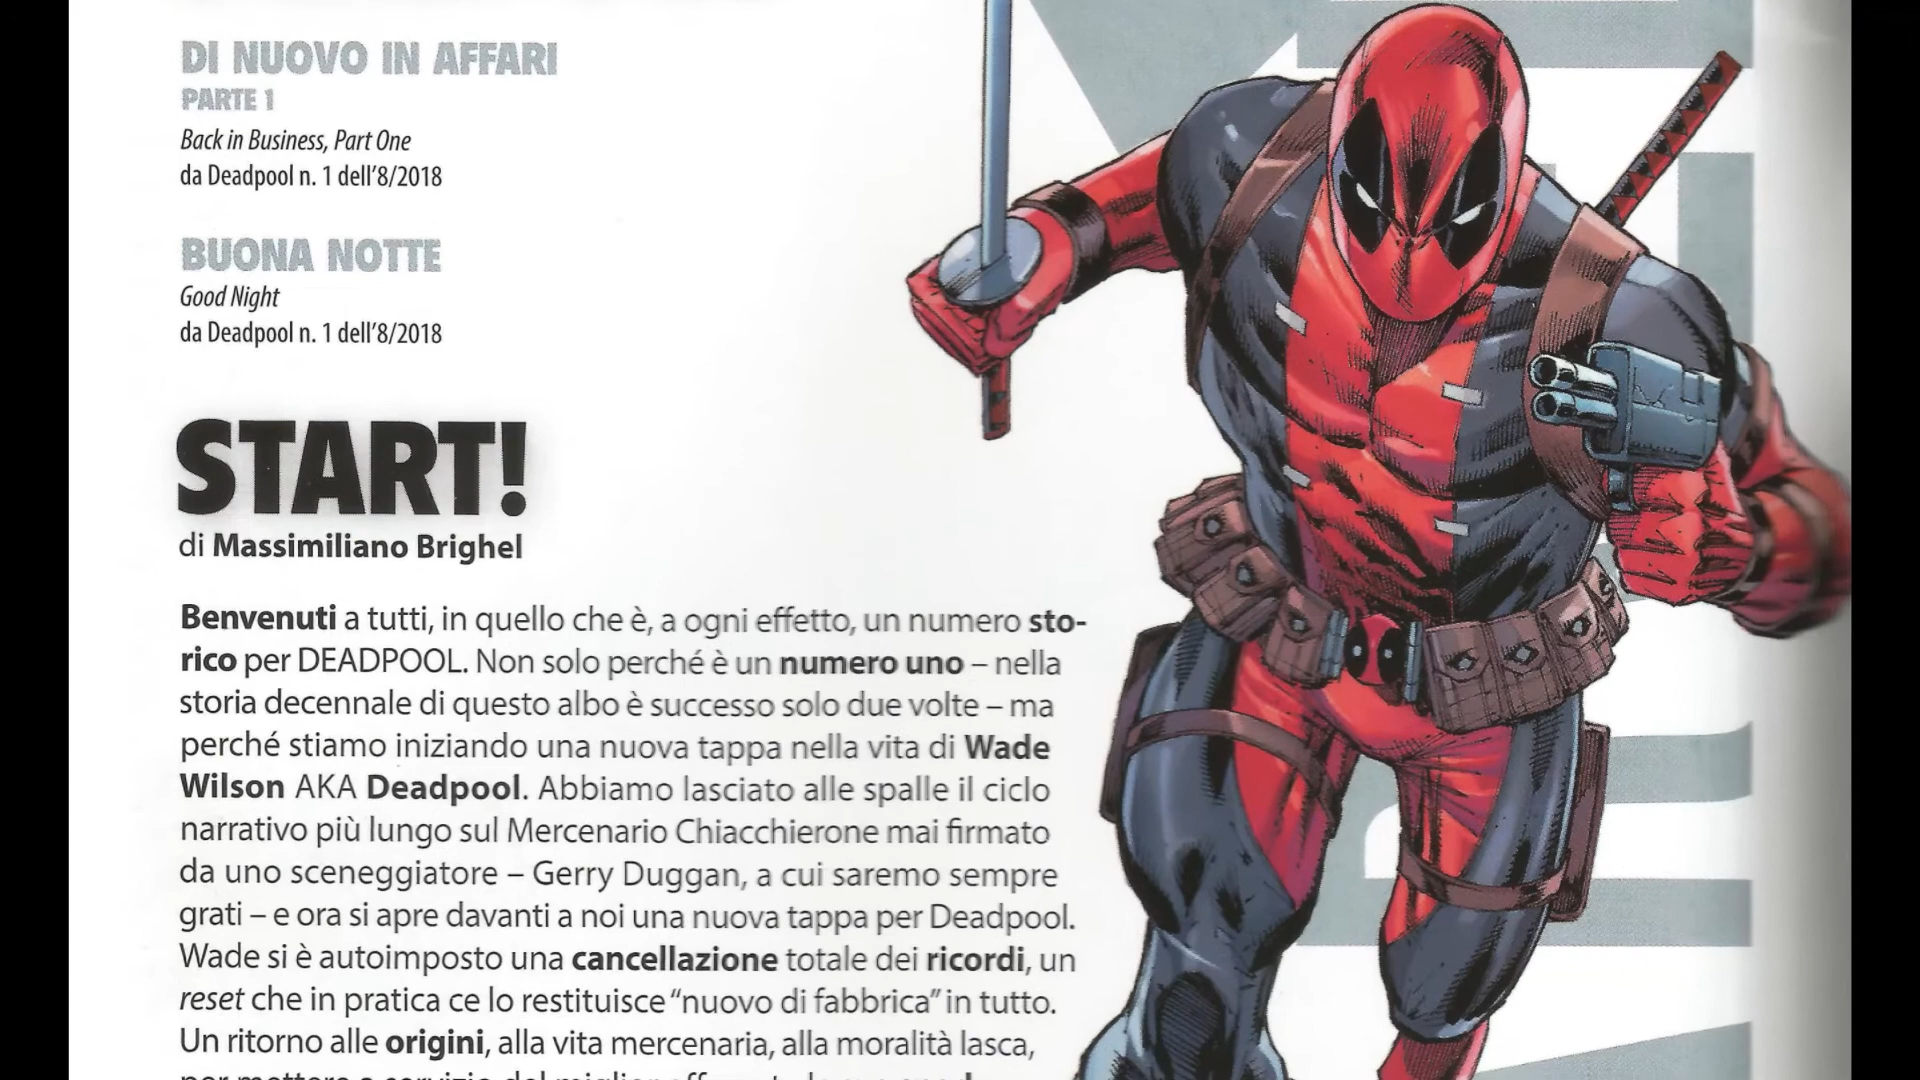 DI NUOVO IN AFFARI
PARTE 1
Back in Business, Part One
da Deadpool n. 1 dell’8/2018
BUONA NOTTE
Good Night
da Deadpool n. 1 dell’8/2018
START!
di Massimiliano Brighel
Benvenuti a tutti, in quello che è, a ogni effetto, un numero sto-
rico per DEADPOOL. Non solo perché è un numero uno – nella
storia decennale di questo albo è successo solo due volte – ma
perché stiamo iniziando una nuova tappa nella vita di Wade
Wilson AKA Deadpool. Abbiamo lasciato alle spalle il ciclo
narrativo più lungo sul Mercenario Chiacchierone mai firmato
da uno sceneggiatore – Gerry Duggan, a cui saremo sempre
grati – e ora si apre davanti a noi una nuova tappa per Deadpool.
Wade si è autoimposto una cancellazione totale dei ricordi, un
reset che in pratica ce lo restituisce “nuovo di fabbrica” in tutto.
Un ritorno alle origini, alla vita mercenaria, alla moralità lasca,